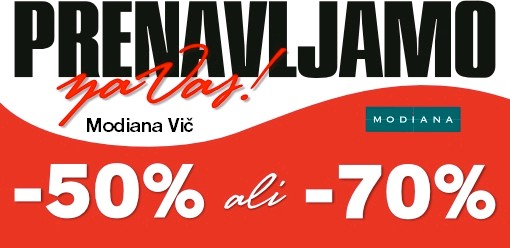 PRENAVLJAMO
za Vas!
Modiana Vič
MODIANA
-50% ali -70%